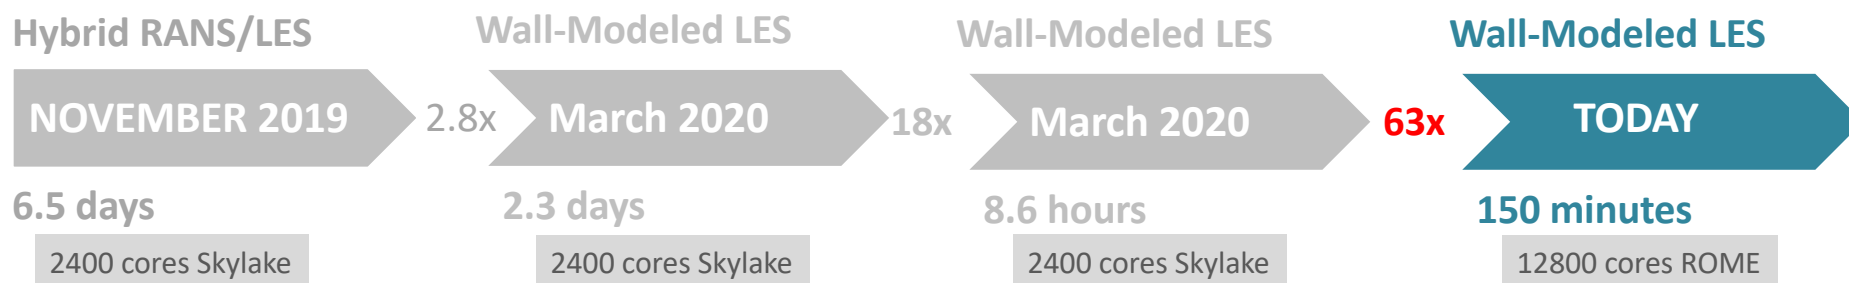 Hybrid RANS/LES
NOVEMBER 2019
6.5 days
2400 cores Skylake
2.8x
Wall-Modeled LES
March 2020
2.3 days
2400 cores Skylake
18x
Wall-Modeled LES
March 2020
8.6 hours
2400 cores Skylake
63x
Wall-Modeled LES
TODAY
150 minutes
12800 cores ROME